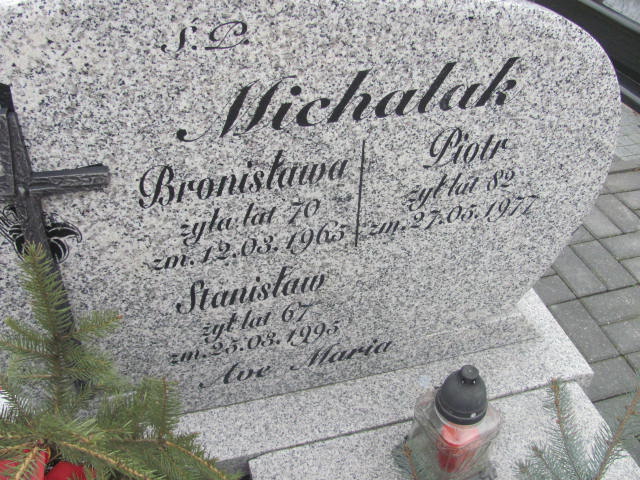 Ś.P.
Michalak
Bronisława
żyła lat 70
zm. 12.03.1965
Piotr
żył lat 82
zm. 27.05.1977
Stanisław
żył lat 67
zm. 25.03.1995
Ave Maria